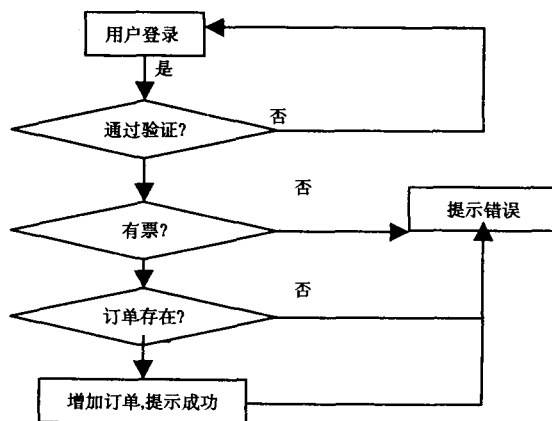 用户登录
是
通过验证?
否
否
有票?
提示错误
否
订单存在?
增加订单,提示成功